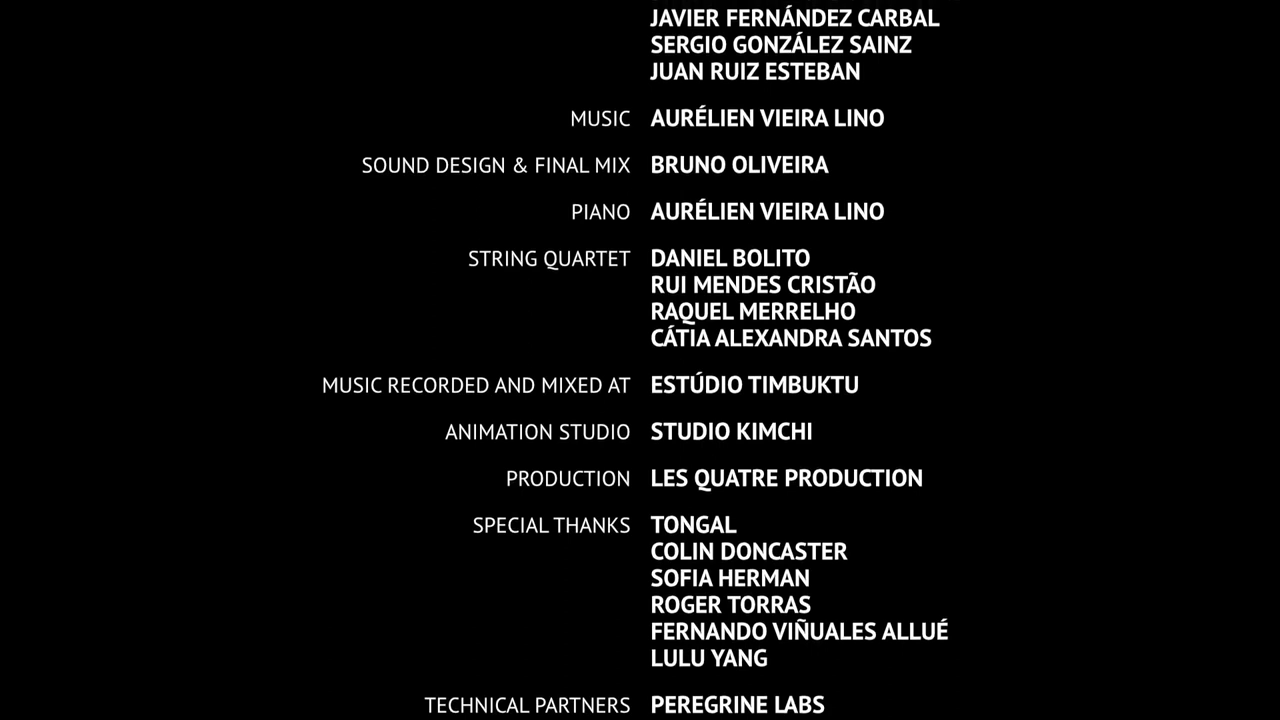 JAVIER FERNÁNDEZ CARBAL
SERGIO GONZÁLEZ SAINZ
JUAN RUIZ ESTEBAN
MUSIC AURÉLIEN VIEIRA LINO
SOUND DESIGN & FINAL MIX BRUNO OLIVEIRA
PIANO AURÉLIEN VIEIRA LINO
STRING QUARTET DANIEL BOLITO
RUI MENDES CRISTÃO
RAQUEL MERRELHO
CÁTIA ALEXANDRA SANTOS
MUSIC RECORDED AND MIXED AT ESTÚDIO TIMBUKTU
ANIMATION STUDIO STUDIO KIMCHI
PRODUCTION LES QUATRE PRODUCTION
SPECIAL THANKS TONGAL
COLIN DONCASTER
SOFIA HERMAN
ROGER TORRAS
FERNANDO VIÑUALES ALLUÉ
LULU YANG
TECHNICAL PARTNERS PEREGRINE LABS